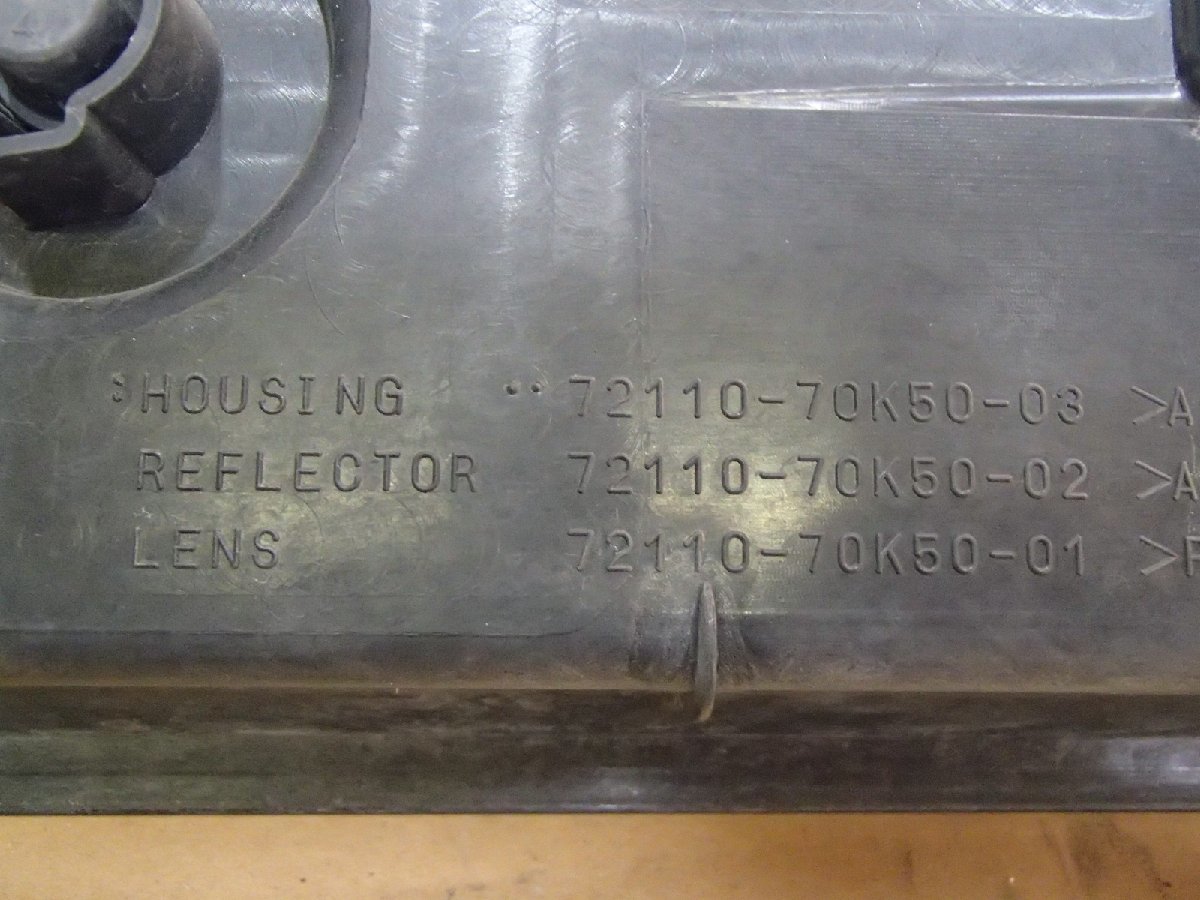 HOUSING 72110-70K50-03 >A
REFLECTOR 72110-70K50-02 >A
LENS 72110-70K50-01 >P